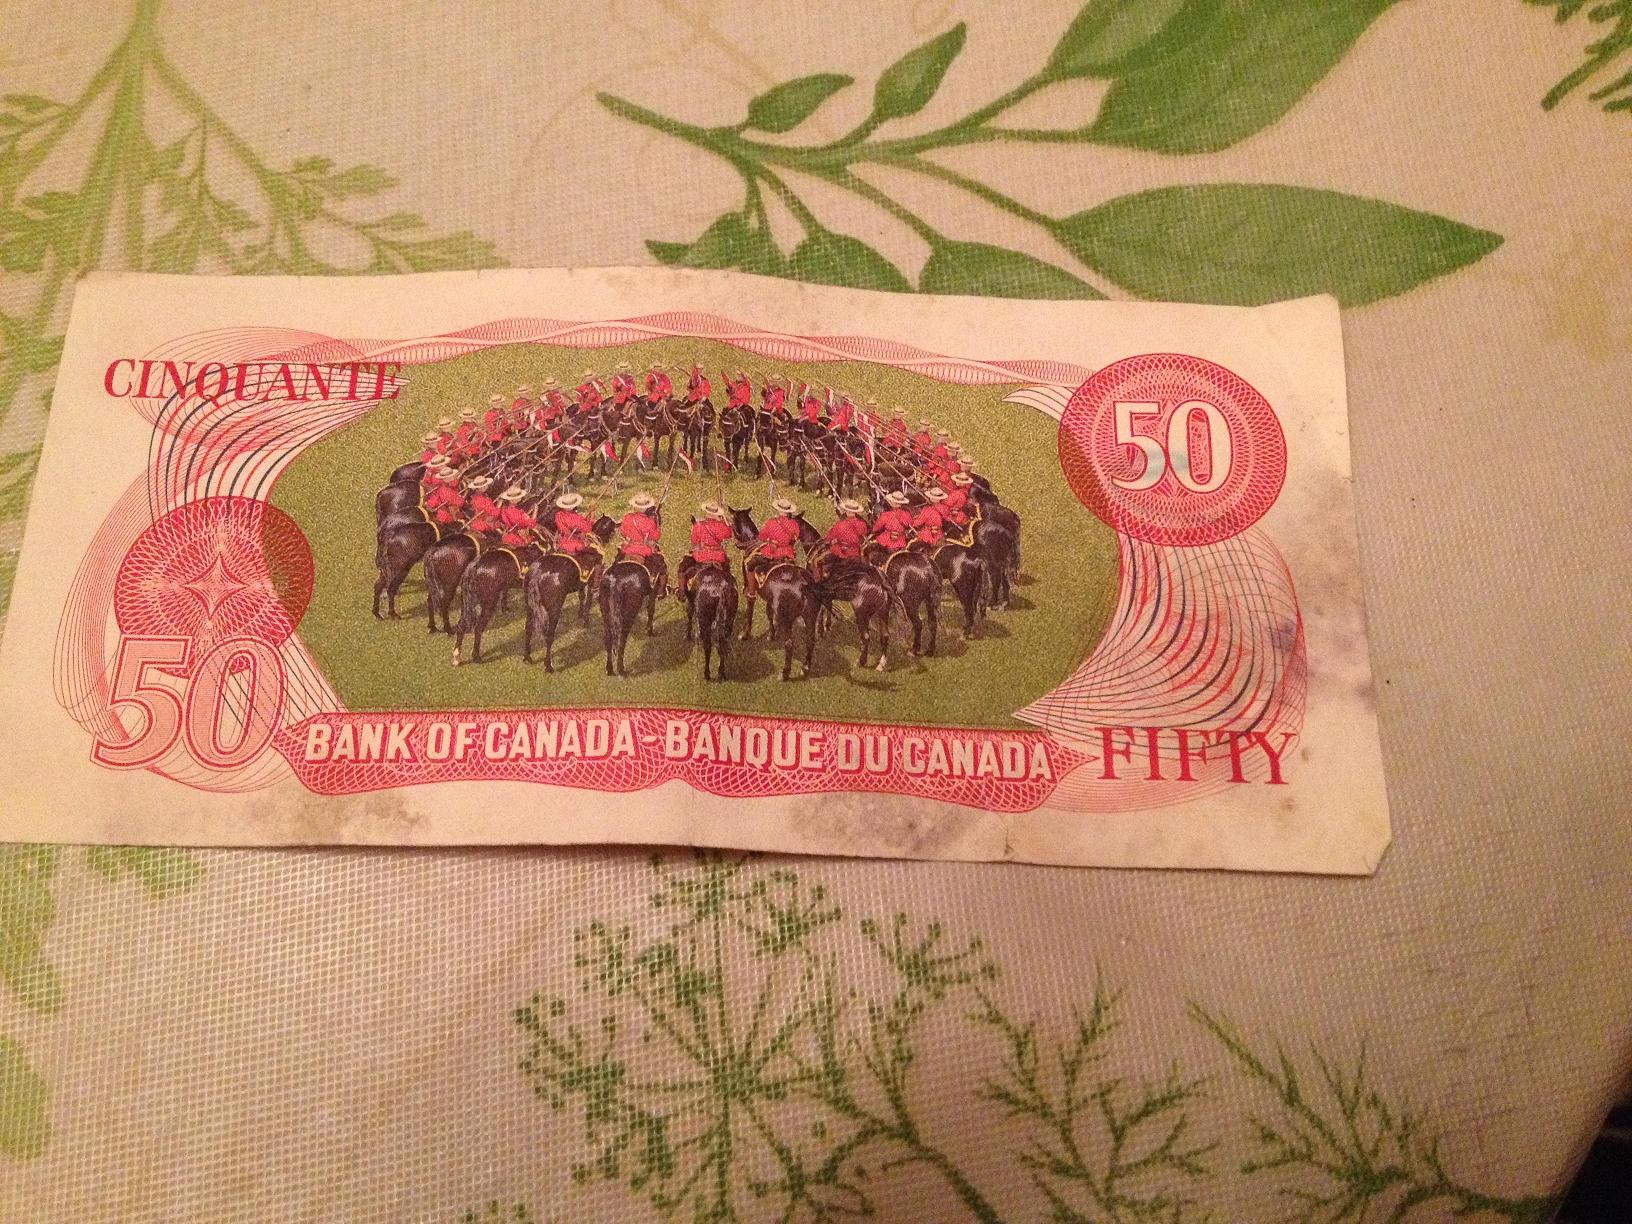 CINQUANTE
50
50
BANK OF CANADA - BANQUE DU CANADA
FIFTY